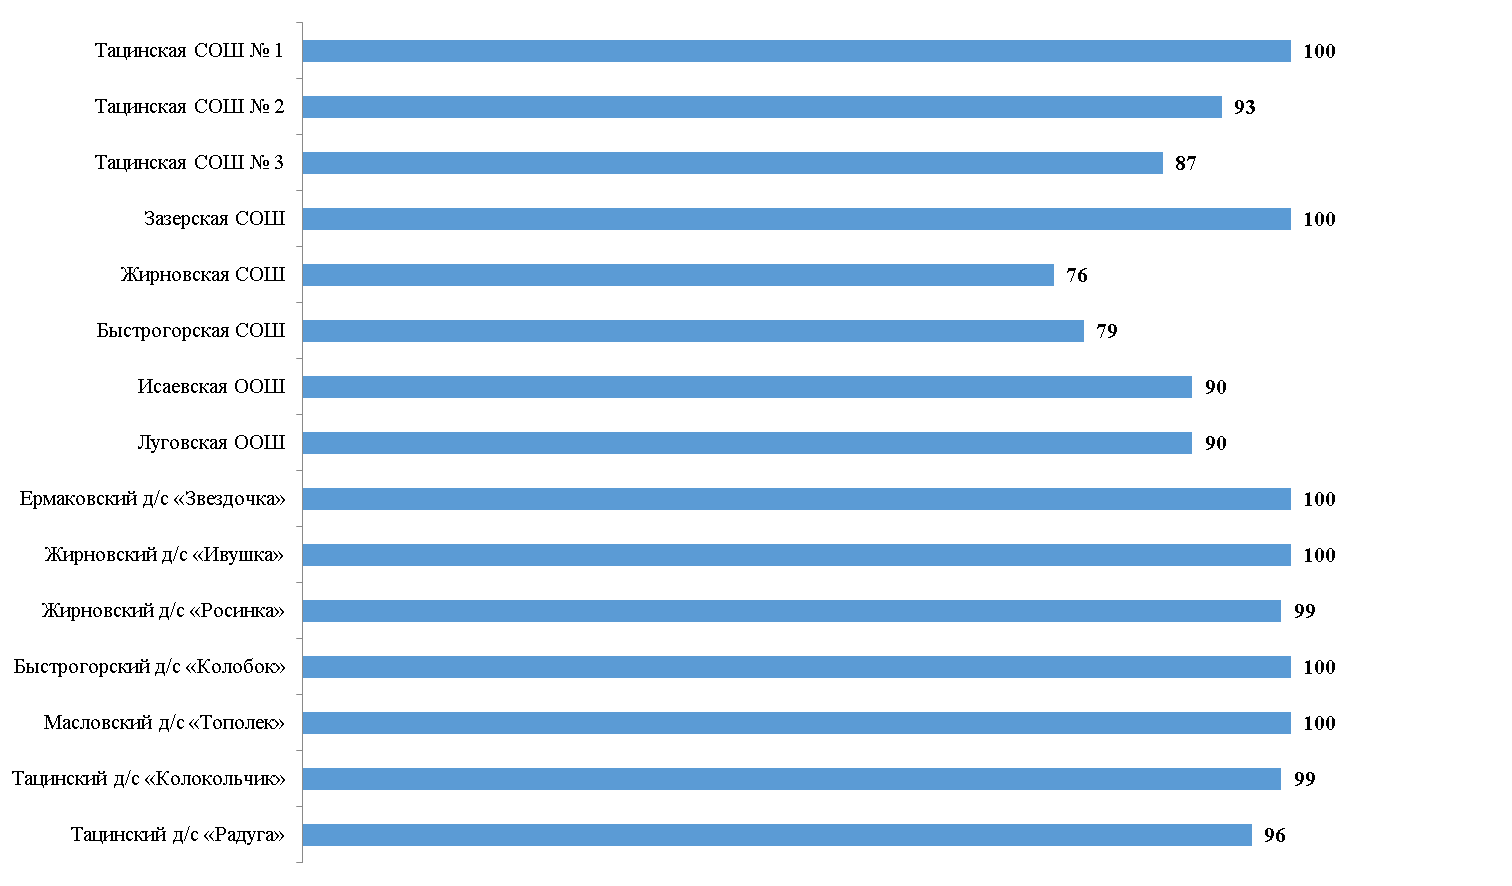 Тацинская СОШ № 1 100
Тацинская СОШ № 2 93
Тацинская СОШ № 3 87
Зазерская СОШ 100
Жирновская СОШ 76
Быстрогорская СОШ 79
Исаевская ООШ 90
Луговская ООШ 90
Ермаковский д/с «Звездочка» 100
Жирновский д/с «Ивушка» 100
Жирновский д/с «Росинка» 99
Быстрогорский д/с «Колобок» 100
Масловский д/с «Тополек» 100
Тацинский д/с «Колокольчик» 99
Тацинский д/с «Радуга» 96